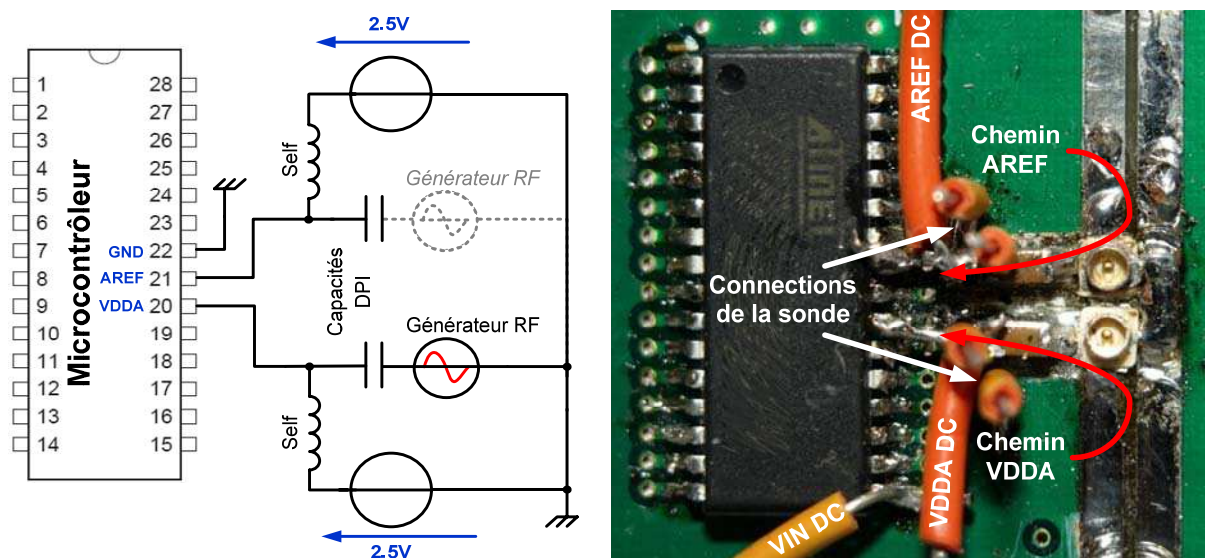 2.5V
1
2
3
4
5
6
7
8
9
10
11
12
13
14
Microcontrôleur
28
27
26
25
24
23
22
21
20
19
18
17
16
15
GND
AREF
VDDA
Self
Générateur RF
Capacités
DPI
Générateur RF
Self
2.5V
AREF DC
ATMEL
Chemin
AREF
Connections
de la sonde
Chemin
VDDA
VDDA DC
VIN DC